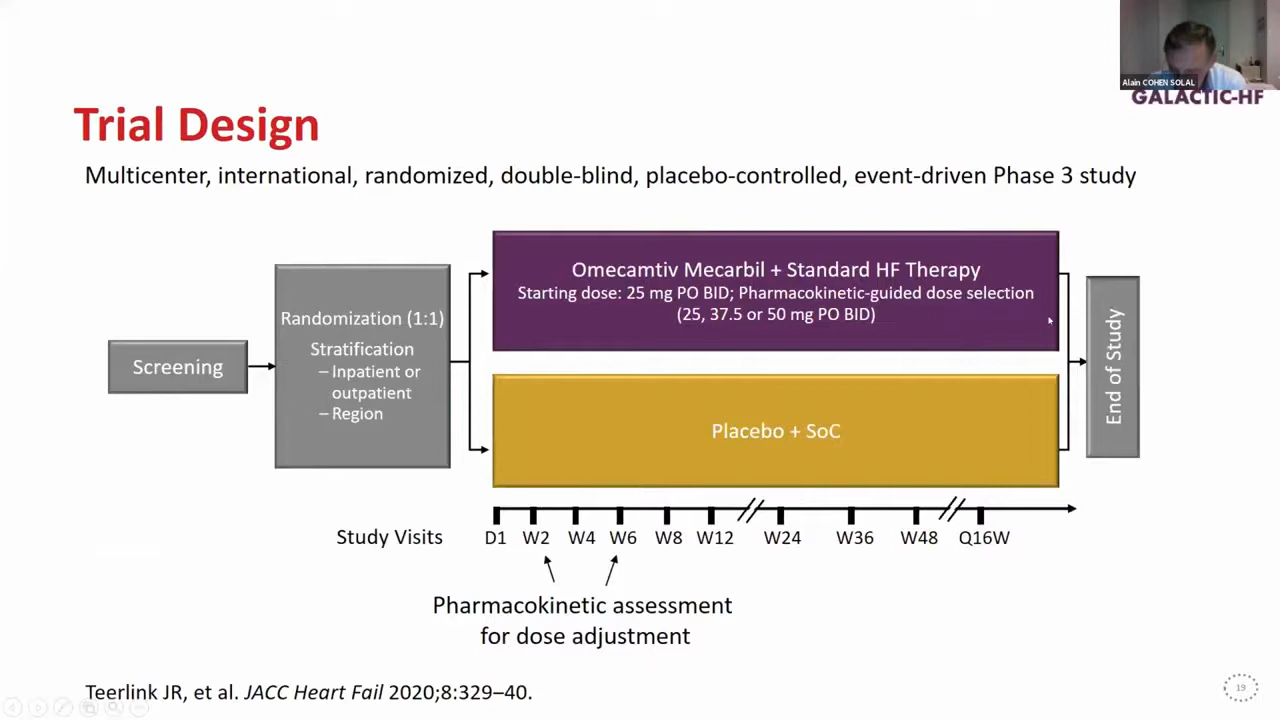 Alain COHEN SOLAL
GALACTIC-HF
Trial Design
Multicenter, international, randomized, double-blind, placebo-controlled, event-driven Phase 3 study
Screening
Randomization (1:1)
Stratification
– Inpatient or
outpatient
– Region
Omecamtiv Mecarbil + Standard HF Therapy
Starting dose: 25 mg PO BID; Pharmacokinetic-guided dose selection
(25, 37.5 or 50 mg PO BID)
Placebo + SoC
End of Study
Study Visits D1 W2 W4 W6 W8 W12 W24 W36 W48 Q16W
Pharmacokinetic assessment
for dose adjustment
Teerlink JR, et al. JACC Heart Fail 2020;8:329–40.
19